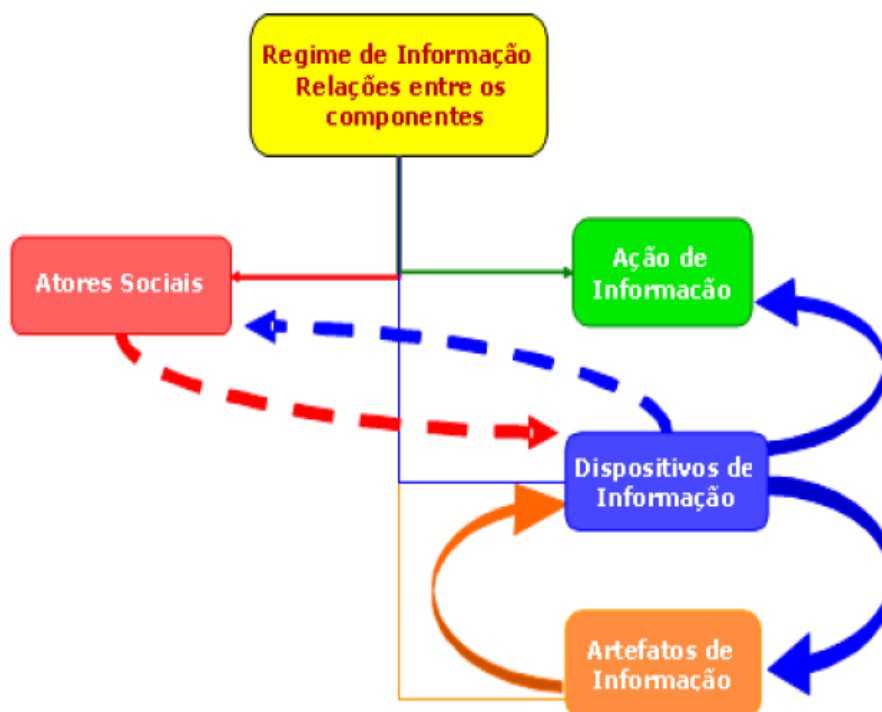 Regime de Informação
Relações entre os
componentes
Atores Sociais
Ação de
Informacão
Dispositivos de
Informação
Artefatos de
Informação